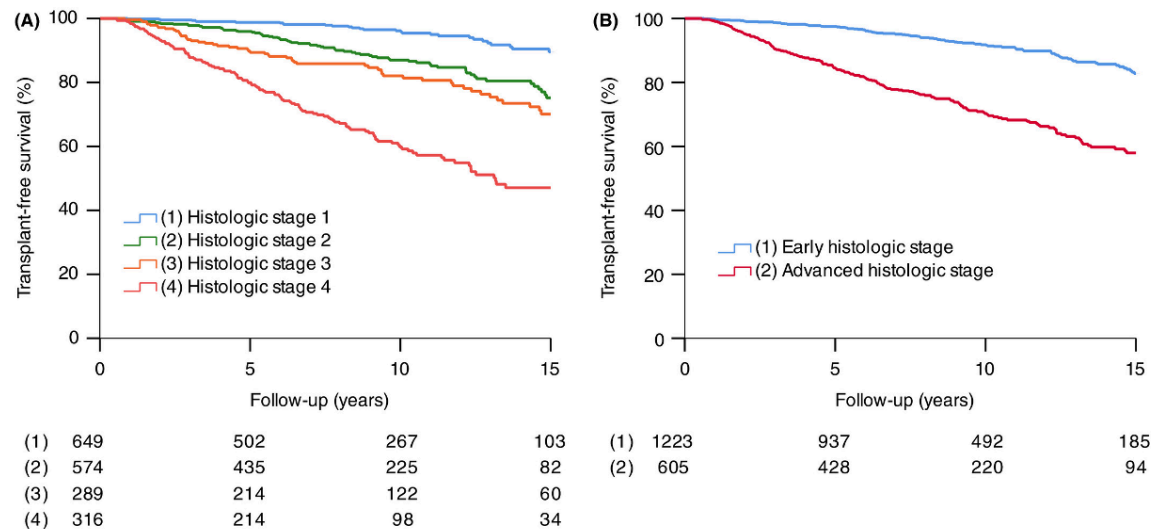 (A)
Transplant-free survival (%)
100
80
60
40
20
0
(1) Histologic stage 1
(2) Histologic stage 2
(3) Histologic stage 3
(4) Histologic stage 4
0 5 10 15
Follow-up (years)
(1) 649 502 267 103
(2) 574 435 225 82
(3) 289 214 122 60
(4) 316 214 98 34
(B)
Transplant-free survival (%)
100
80
60
40
20
0
(1) Early histologic stage
(2) Advanced histologic stage
0 5 10 15
Follow-up (years)
(1) 1223 937 492 185
(2) 605 428 220 94